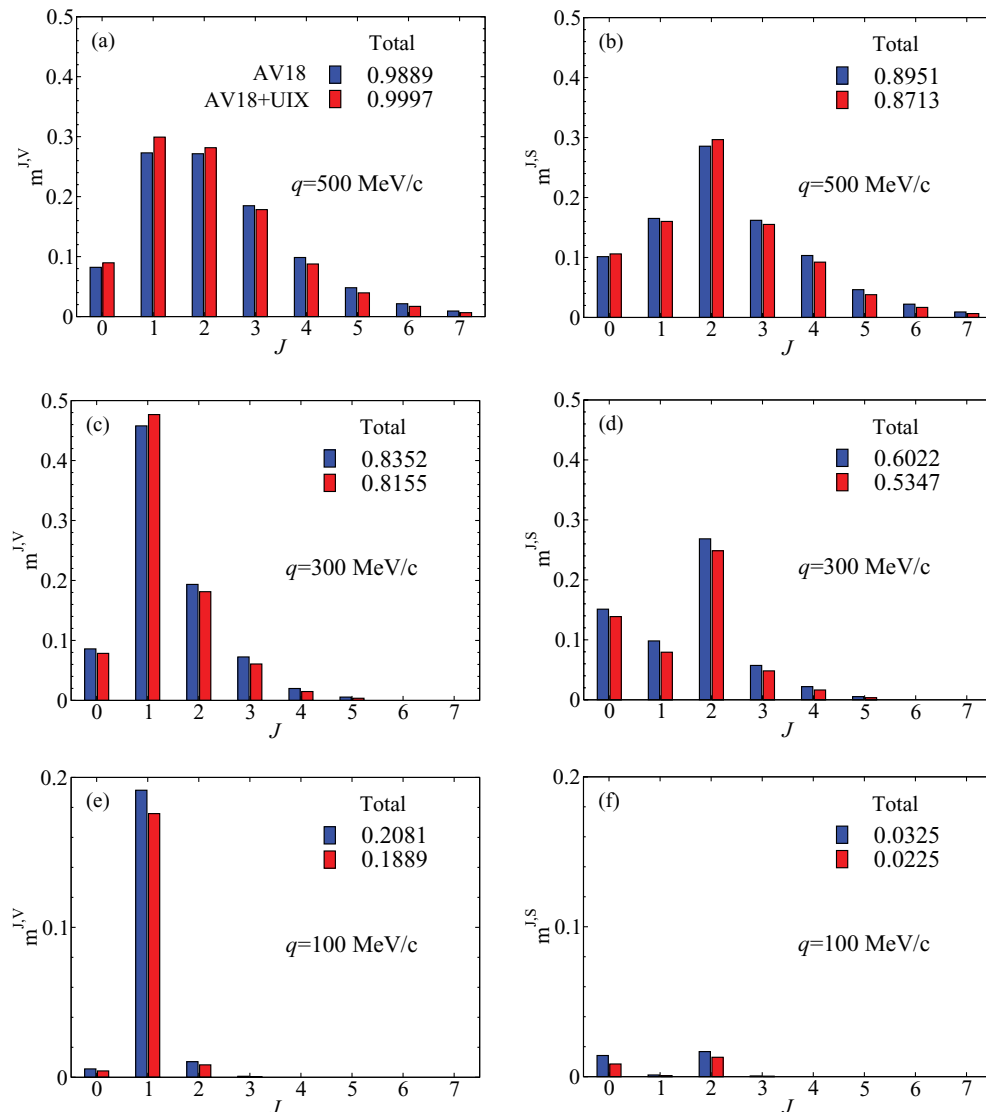 (a)
Total
AV18 0.9889
AV18+UIX 0.9997
q=500 MeV/c
m^{J,V}
0.5
0.4
0.3
0.2
0.1
0
0 1 2 3 4 5 6 7
J
(b)
Total
0.8951
0.8713
q=500 MeV/c
m^{J,S}
0.5
0.4
0.3
0.2
0.1
0
0 1 2 3 4 5 6 7
J
(c)
Total
0.8352
0.8155
q=300 MeV/c
m^{J,V}
0.5
0.4
0.3
0.2
0.1
0
0 1 2 3 4 5 6 7
J
(d)
Total
0.6022
0.5347
q=300 MeV/c
m^{J,S}
0.5
0.4
0.3
0.2
0.1
0
0 1 2 3 4 5 6 7
J
(e)
Total
0.2081
0.1889
q=100 MeV/c
m^{J,V}
0.2
0.1
0
0 1 2 3 4 5 6 7
J
(f)
Total
0.0325
0.0225
q=100 MeV/c
m^{J,S}
0.2
0.1
0
0 1 2 3 4 5 6 7
J